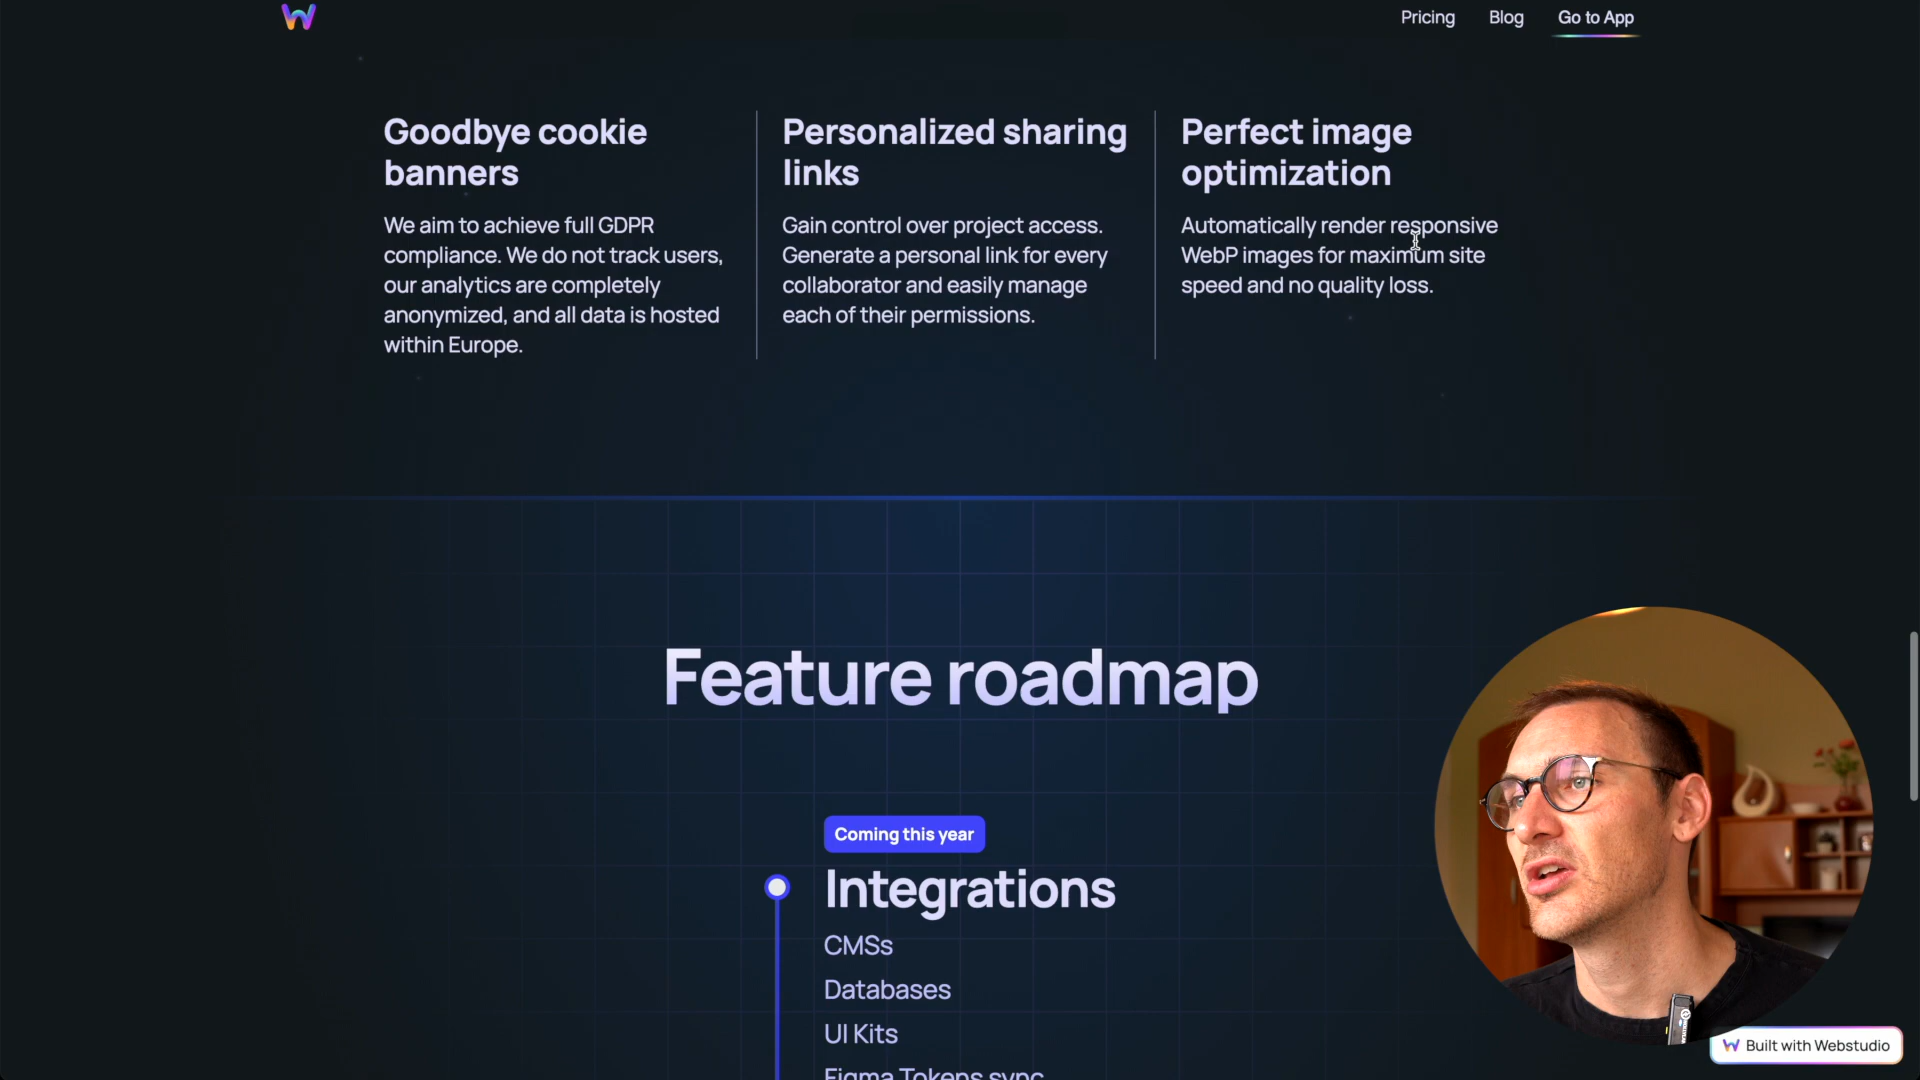 Pricing
Blog
Go to App
Goodbye cookie
banners
We aim to achieve full GDPR
compliance. We do not track users,
our analytics are completely
anonymized, and all data is hosted
within Europe.
Personalized sharing
links
Gain control over project access.
Generate a personal link for every
collaborator and easily manage
each of their permissions.
Perfect image
optimization
Automatically render responsive
WebP images for maximum site
speed and no quality loss.
Feature roadmap
Coming this year
Integrations
CMSs
Databases
UI Kits
Figma Tokens sync
Built with Webstudio